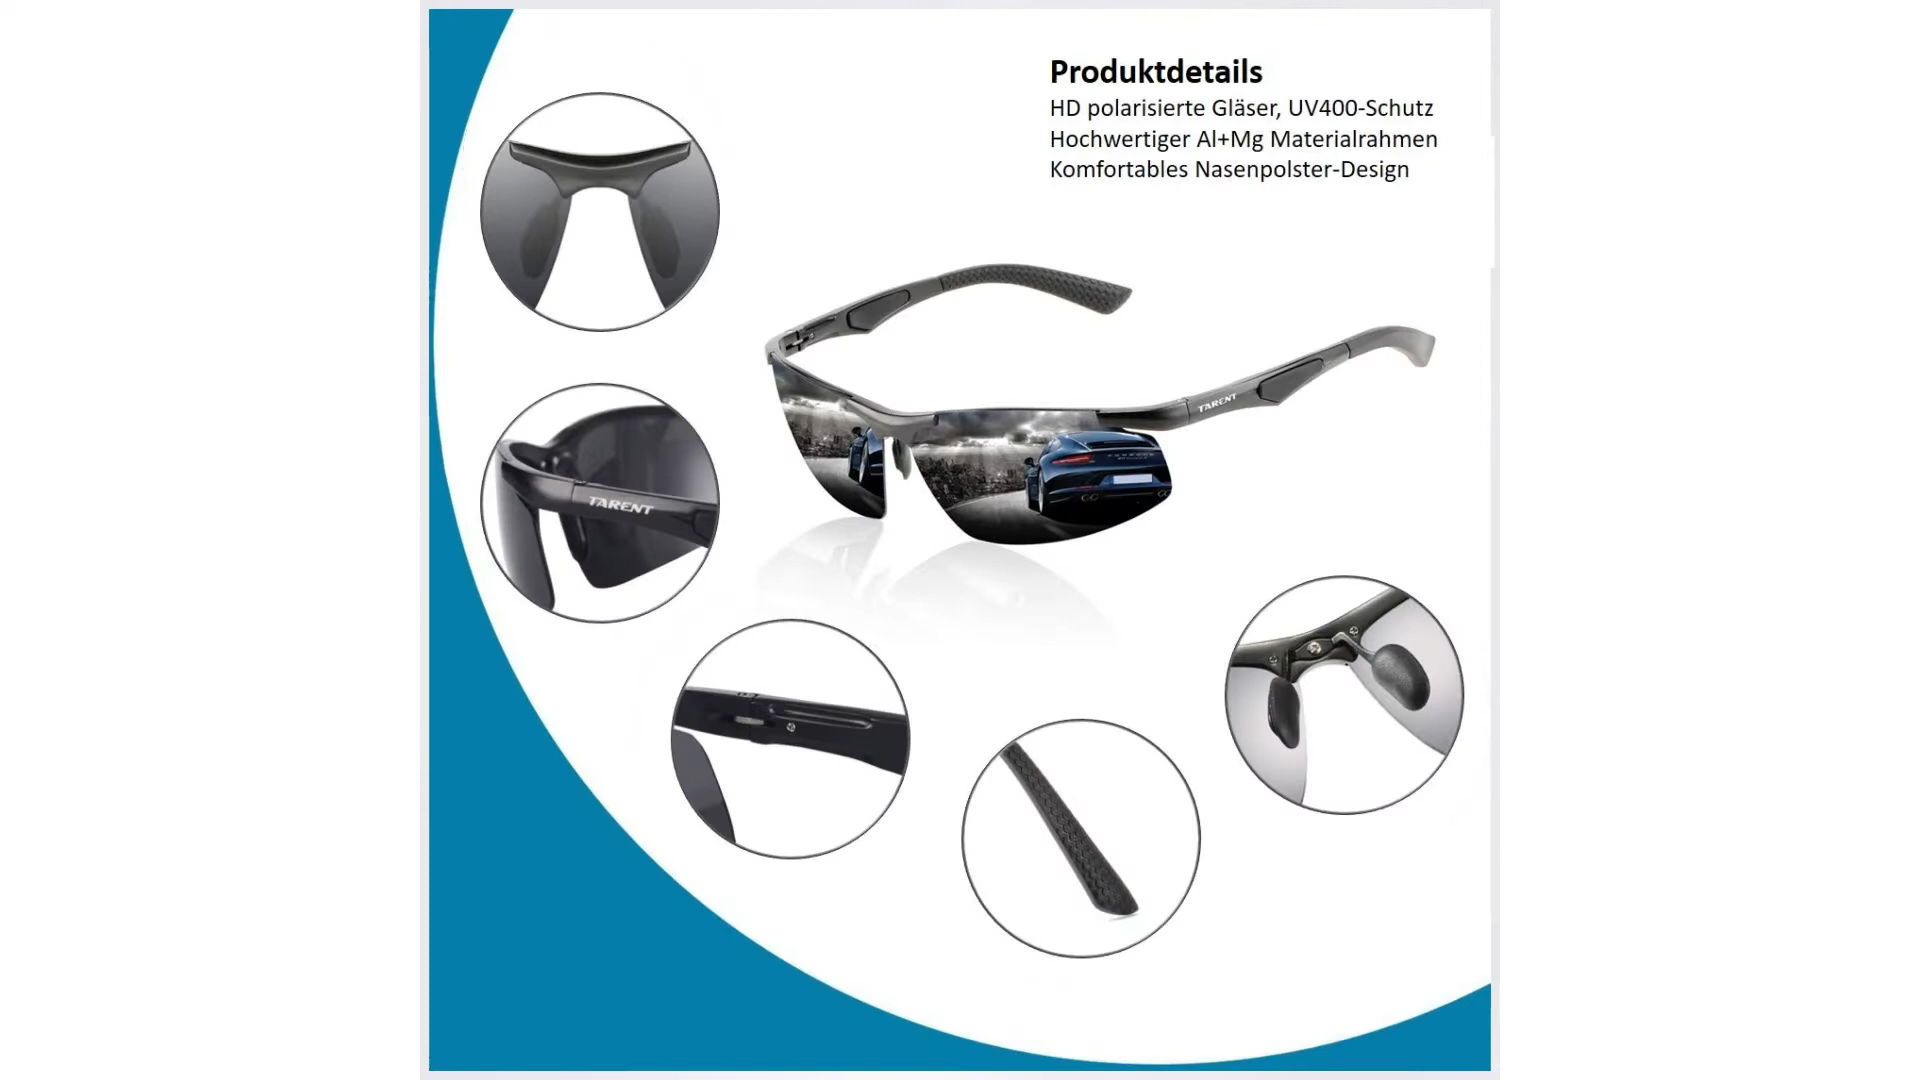 Produktdetails
HD polarisierte Gläser, UV400-Schutz
Hochwertiger Al+Mg Materialrahmen
Komfortables Nasenpolster-Design
TARENT
TARENT